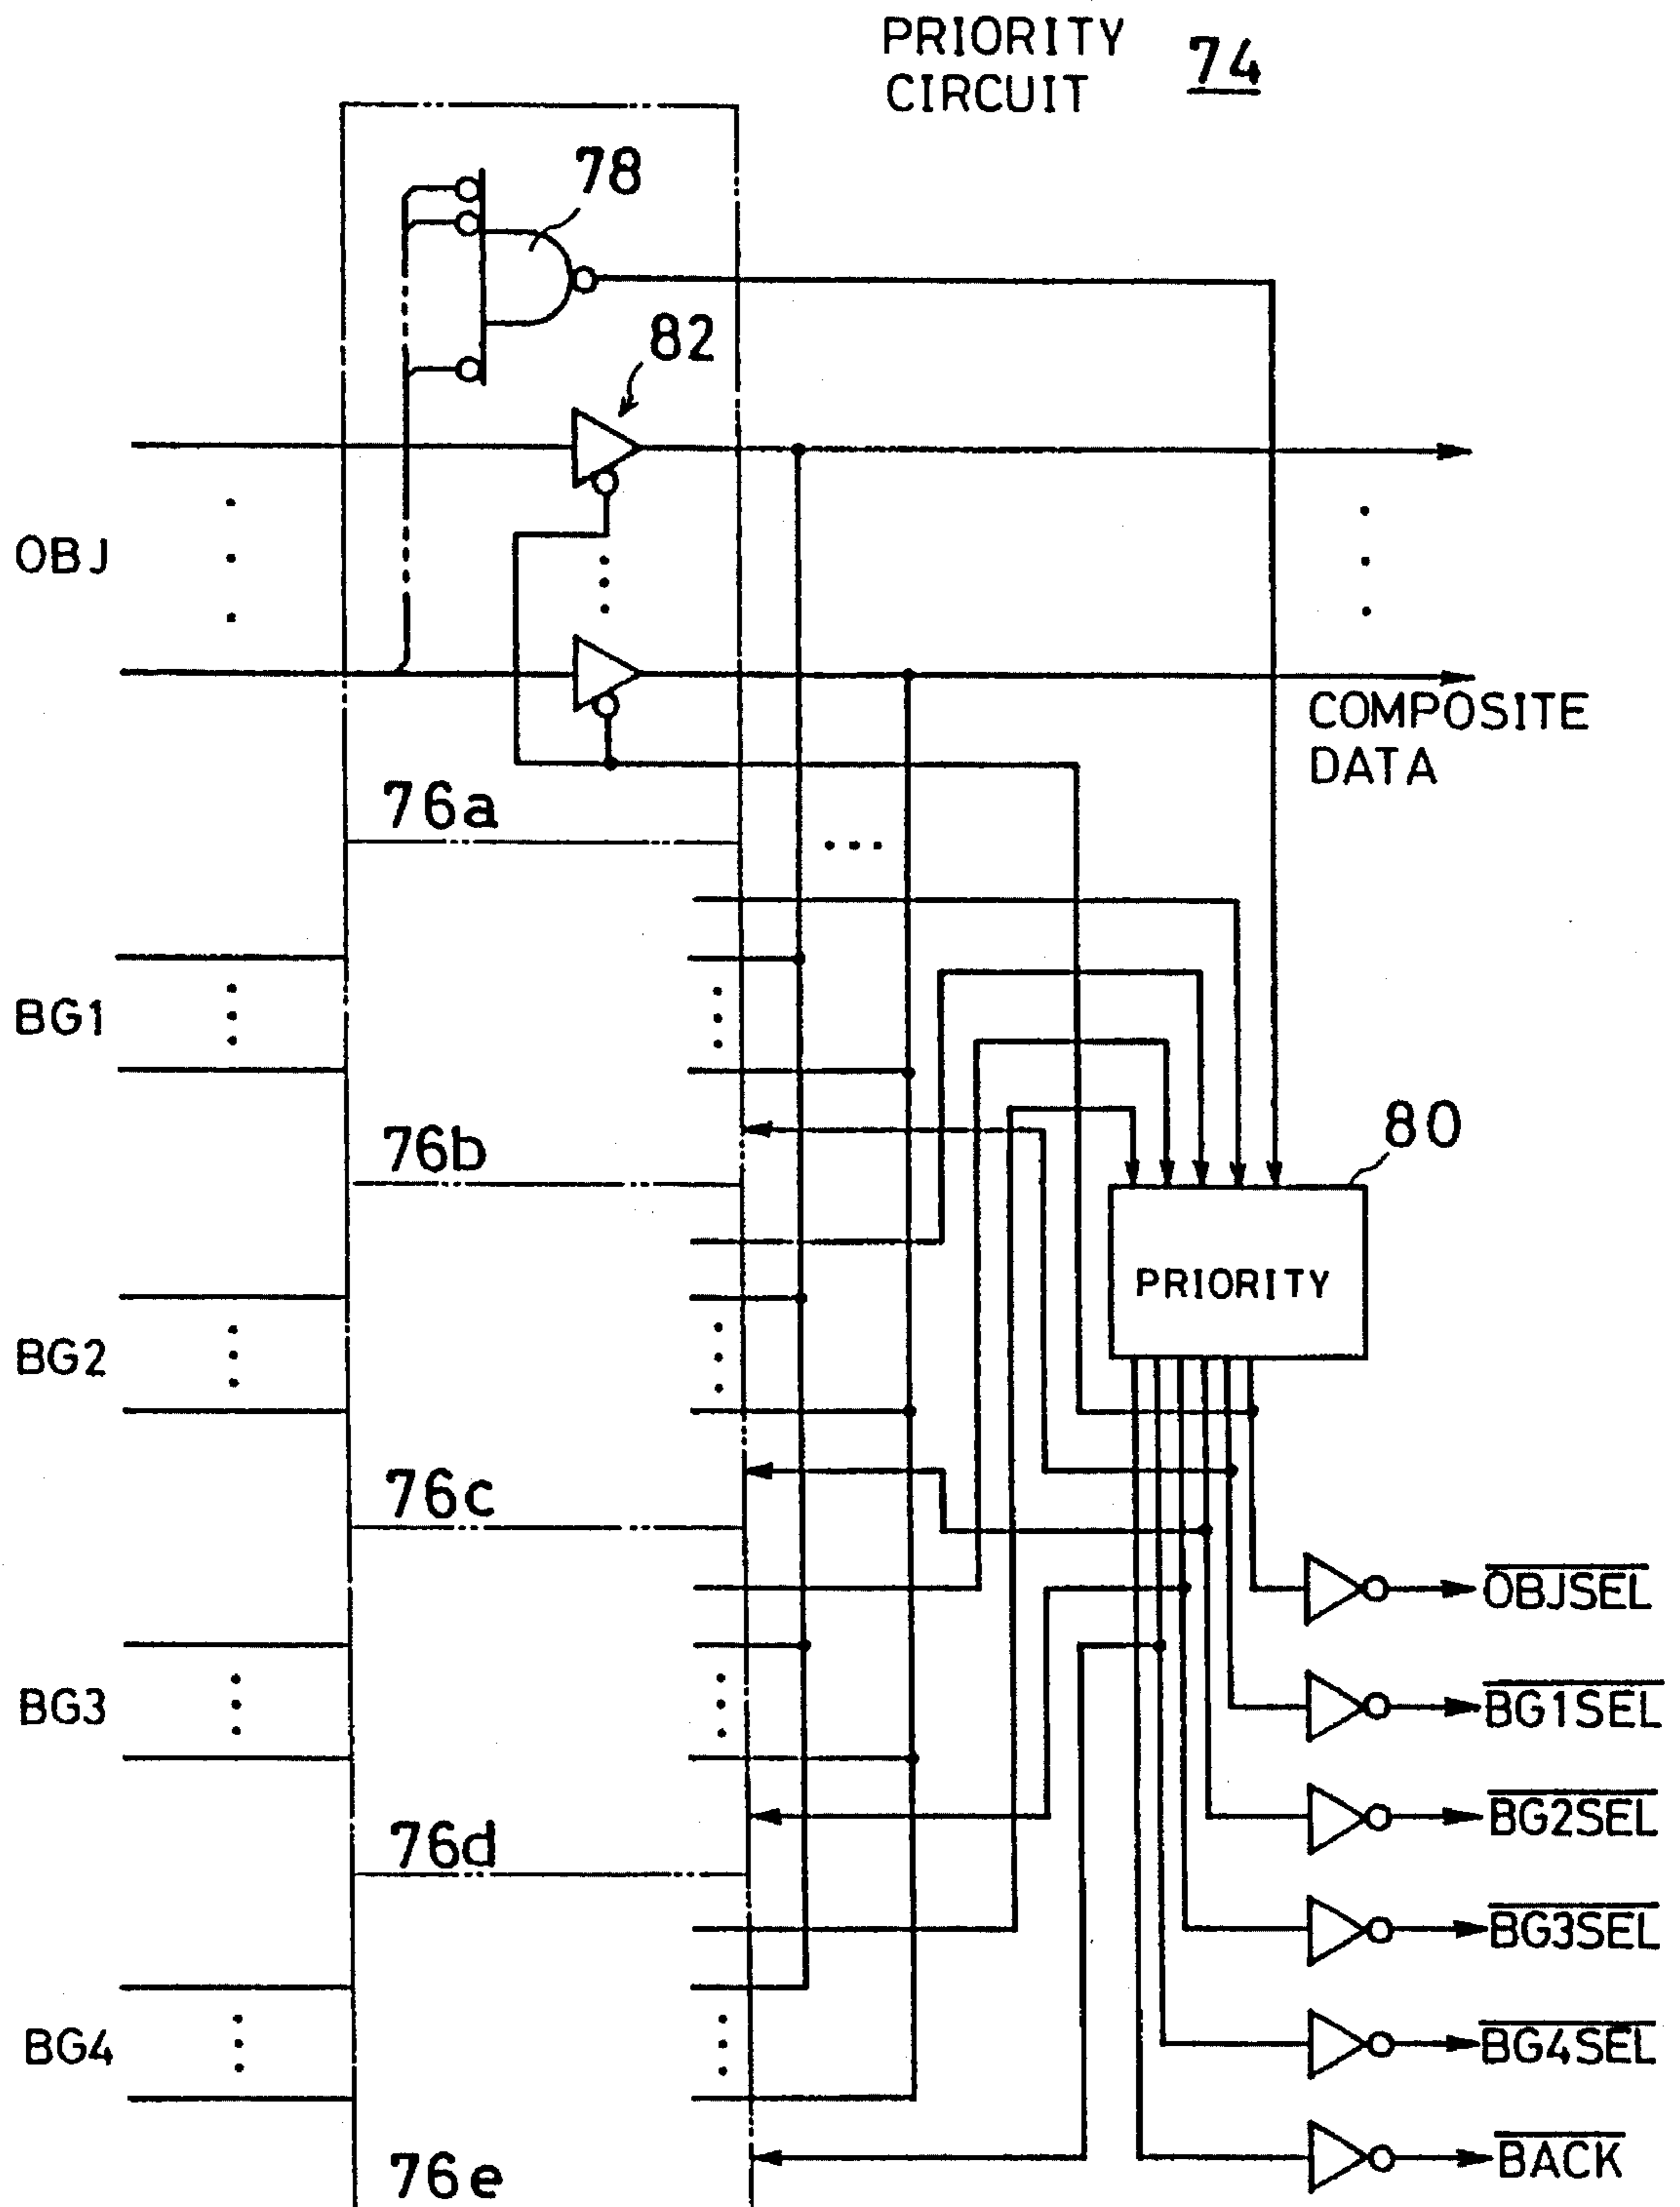 PRIORITY
CIRCUIT 74
78
82
OBJ
COMPOSITE
DATA
76a
BG1
76b
80
PRIORITY
BG2
76c
OBJSEL
BG3
BG1SEL
BG2SEL
76d
BG3SEL
BG4
BG4SEL
76e
BACK